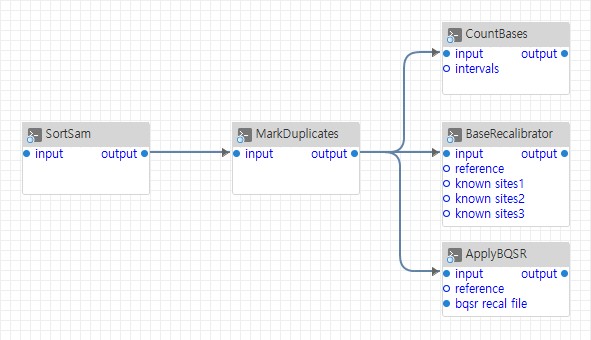 CountBases
input output
intervals
SortSam
input output
MarkDuplicates
input output
BaseRecalibrator
input output
reference
known sites1
known sites2
known sites3
ApplyBQSR
input output
reference
bqsr recal file